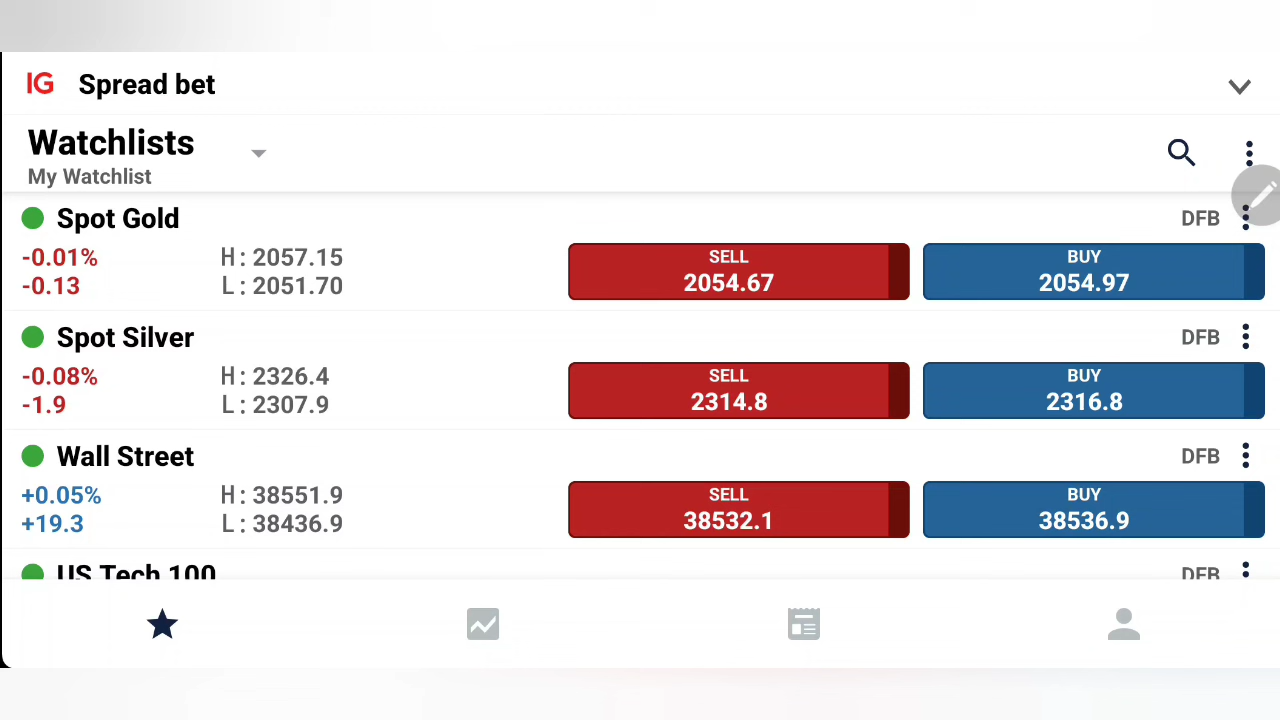 IG Spread bet
Watchlists
My Watchlist
Spot Gold DFB
-0.01% H: 2057.15 SELL BUY
-0.13 L: 2051.70 2054.67 2054.97
Spot Silver DFB
-0.08% H: 2326.4 SELL BUY
-1.9 L: 2307.9 2314.8 2316.8
Wall Street DFB
+0.05% H: 38551.9 SELL BUY
+19.3 L: 38436.9 38532.1 38536.9
US Tech 100 DFB